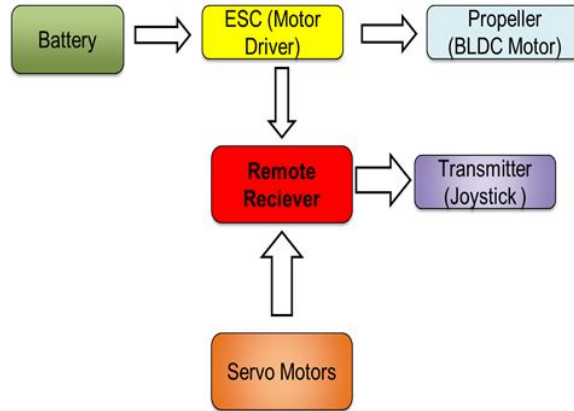 Battery
ESC (Motor
Driver)
Propeller
(BLDC Motor)
Remote
Reciever
Transmitter
(Joystick )
Servo Motors